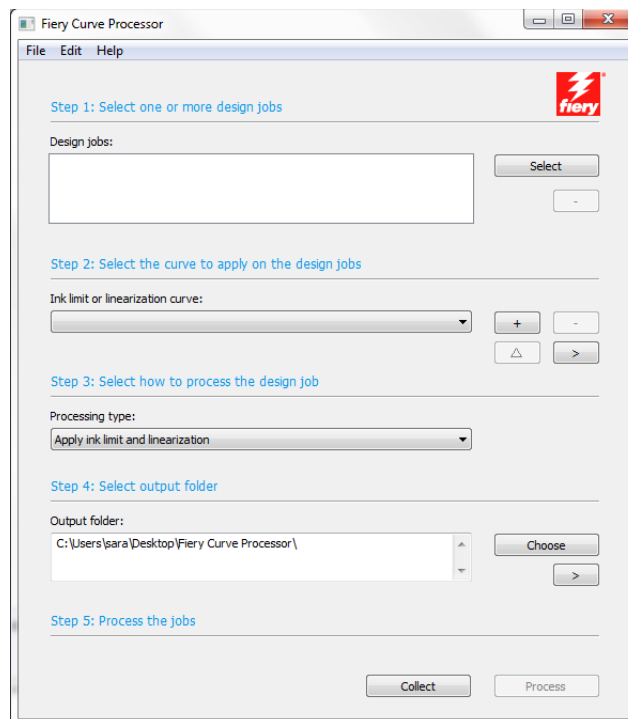 Fiery Curve Processor
File Edit Help
fiery
Step 1: Select one or more design jobs
Design jobs:
Select
-
Step 2: Select the curve to apply on the design jobs
Ink limit or linearization curve:
+ -
△ >
Step 3: Select how to process the design job
Processing type:
Apply ink limit and linearization
Step 4: Select output folder
Output folder:
C:\Users\sara\Desktop\Fiery Curve Processor\
Choose
>
Step 5: Process the jobs
Collect Process